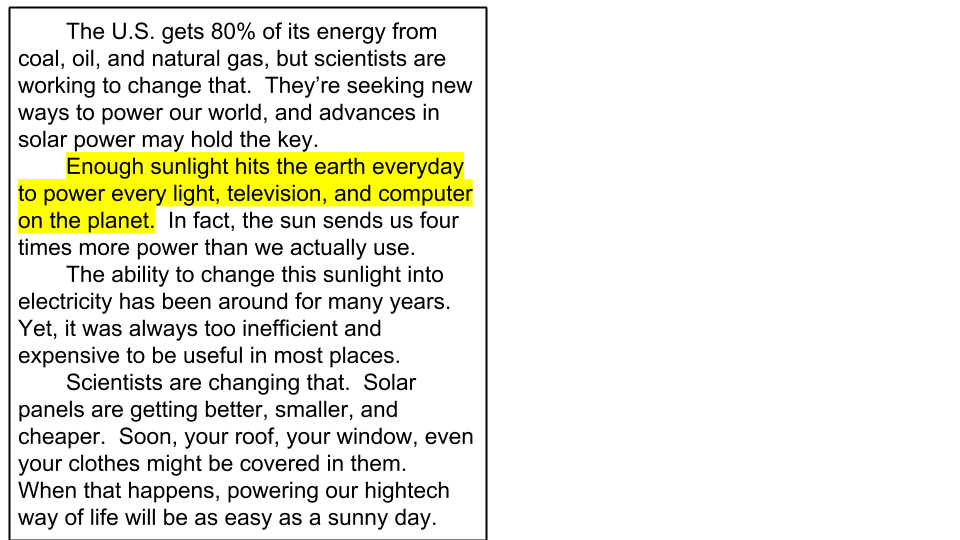 The U.S. gets 80% of its energy from
coal, oil, and natural gas, but scientists are
working to change that.  They’re seeking new
ways to power our world, and advances in
solar power may hold the key.
Enough sunlight hits the earth everyday
to power every light, television, and computer
on the planet.  In fact, the sun sends us four
times more power than we actually use.
The ability to change this sunlight into
electricity has been around for many years.
Yet, it was always too inefficient and
expensive to be useful in most places.
Scientists are changing that.  Solar
panels are getting better, smaller, and
cheaper.  Soon, your roof, your window, even
your clothes might be covered in them.
When that happens, powering our hightech
way of life will be as easy as a sunny day.